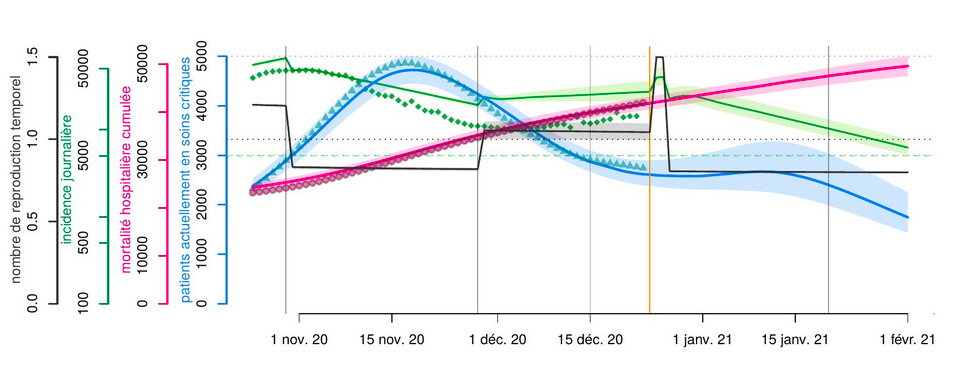 nombre de reproduction temporel
0.0 0.5 1.0 1.5
incidence journalière
100 500 5000 50000
mortalité hospitalière cumulée
0 10000 30000 50000
patients actuellement en soins critiques
0 1000 2000 3000 4000 5000
1 nov. 20 15 nov. 20 1 déc. 20 15 déc. 20 1 janv. 21 15 janv. 21 1 févr. 21